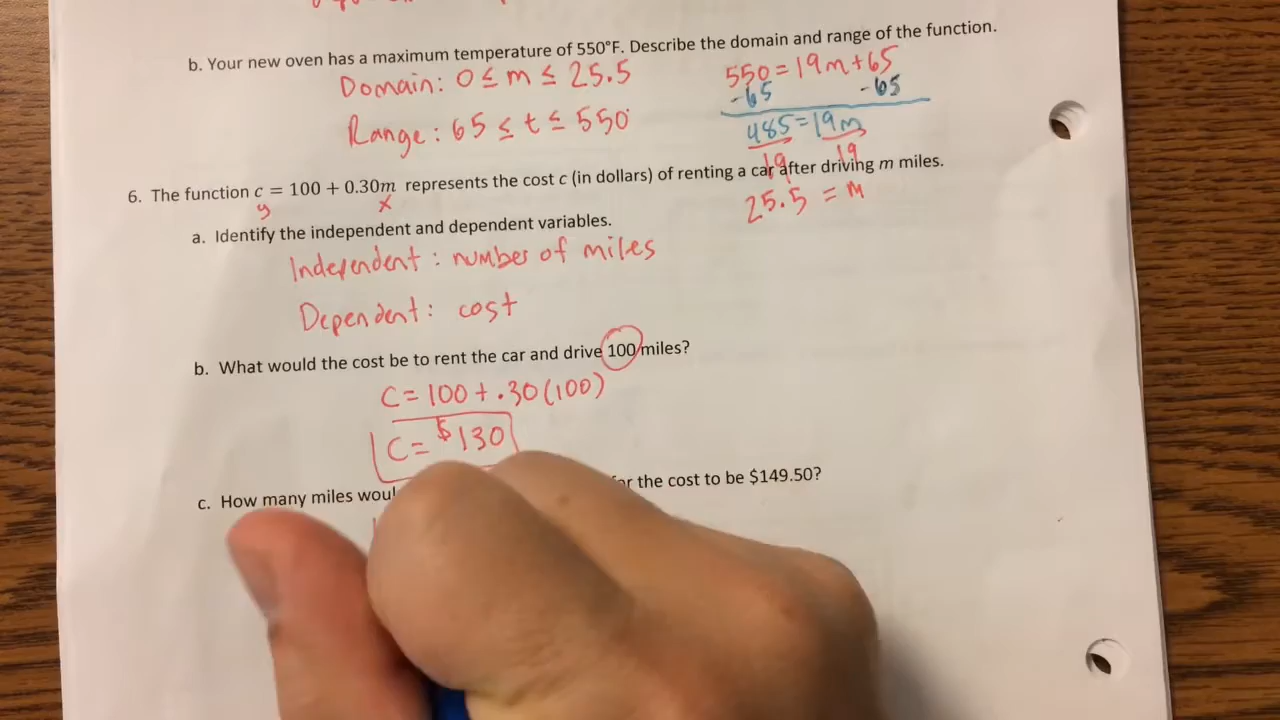 b. Your new oven has a maximum temperature of 550°F. Describe the domain and range of the function.
Domain: 0 ≤ m ≤ 25.5
Range: 65 ≤ t ≤ 550
550 = 19m + 65
-65 -65
485 = 19m
19 19
25.5 = m
6. The function c = 100 + 0.30m represents the cost c (in dollars) of renting a car after driving m miles.
y x
a. Identify the independent and dependent variables.
Independent: number of miles
Dependent: cost
b. What would the cost be to rent the car and drive 100 miles?
C = 100 + .30(100)
C = $130
c. How many miles the cost to be $149.50?